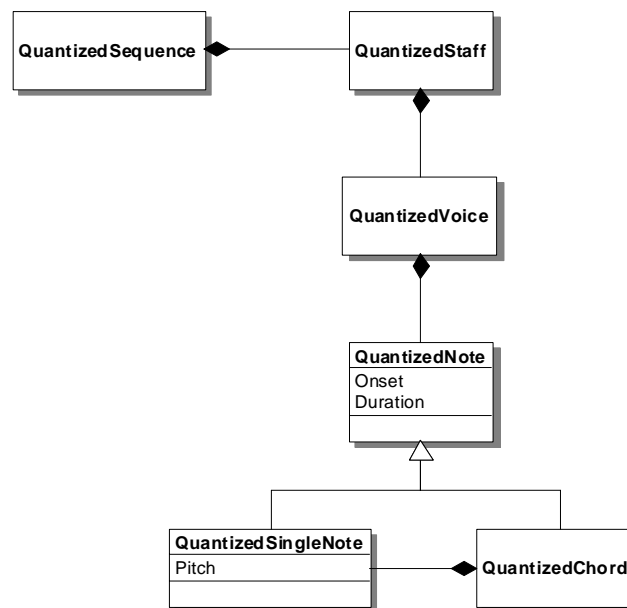 QuantizedSequence
QuantizedStaff
QuantizedVoice
QuantizedNote
Onset
Duration
QuantizedSingleNote
Pitch
QuantizedChord